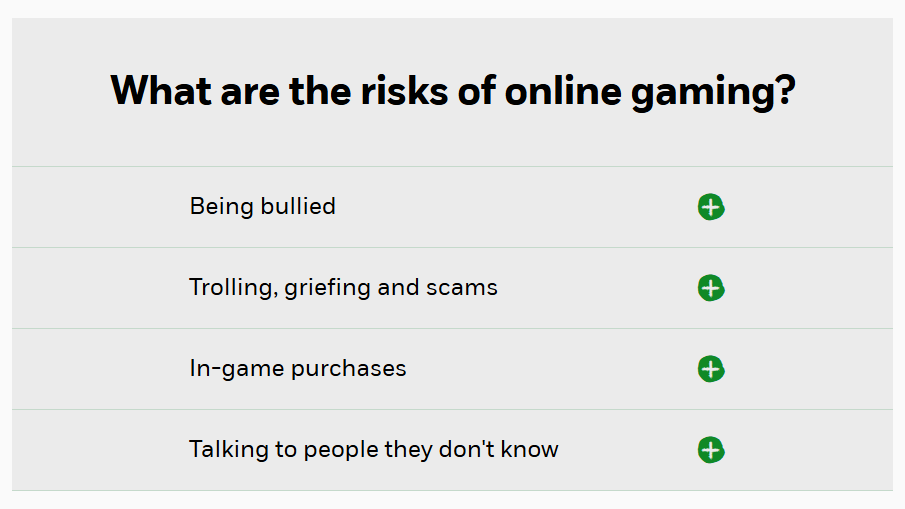 What are the risks of online gaming?
Being bullied
Trolling, griefing and scams
In-game purchases
Talking to people they don't know